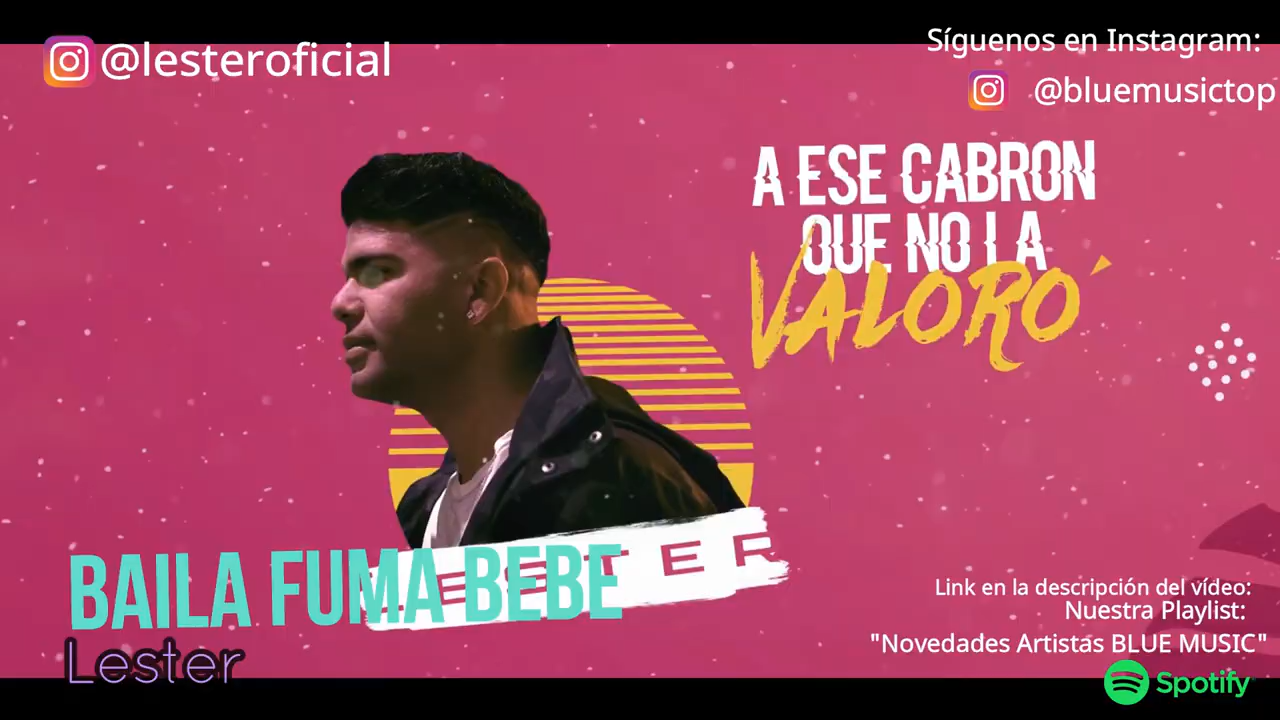 @lesteroficial
Síguenos en Instagram:
@bluemusictop
A ESE CABRON
QUE NO LA
VALORÓ
LESTER
BAILA FUMA BEBE
Lester
Link en la descripción del vídeo:
Nuestra Playlist:
"Novedades Artistas BLUE MUSIC"
Spotify